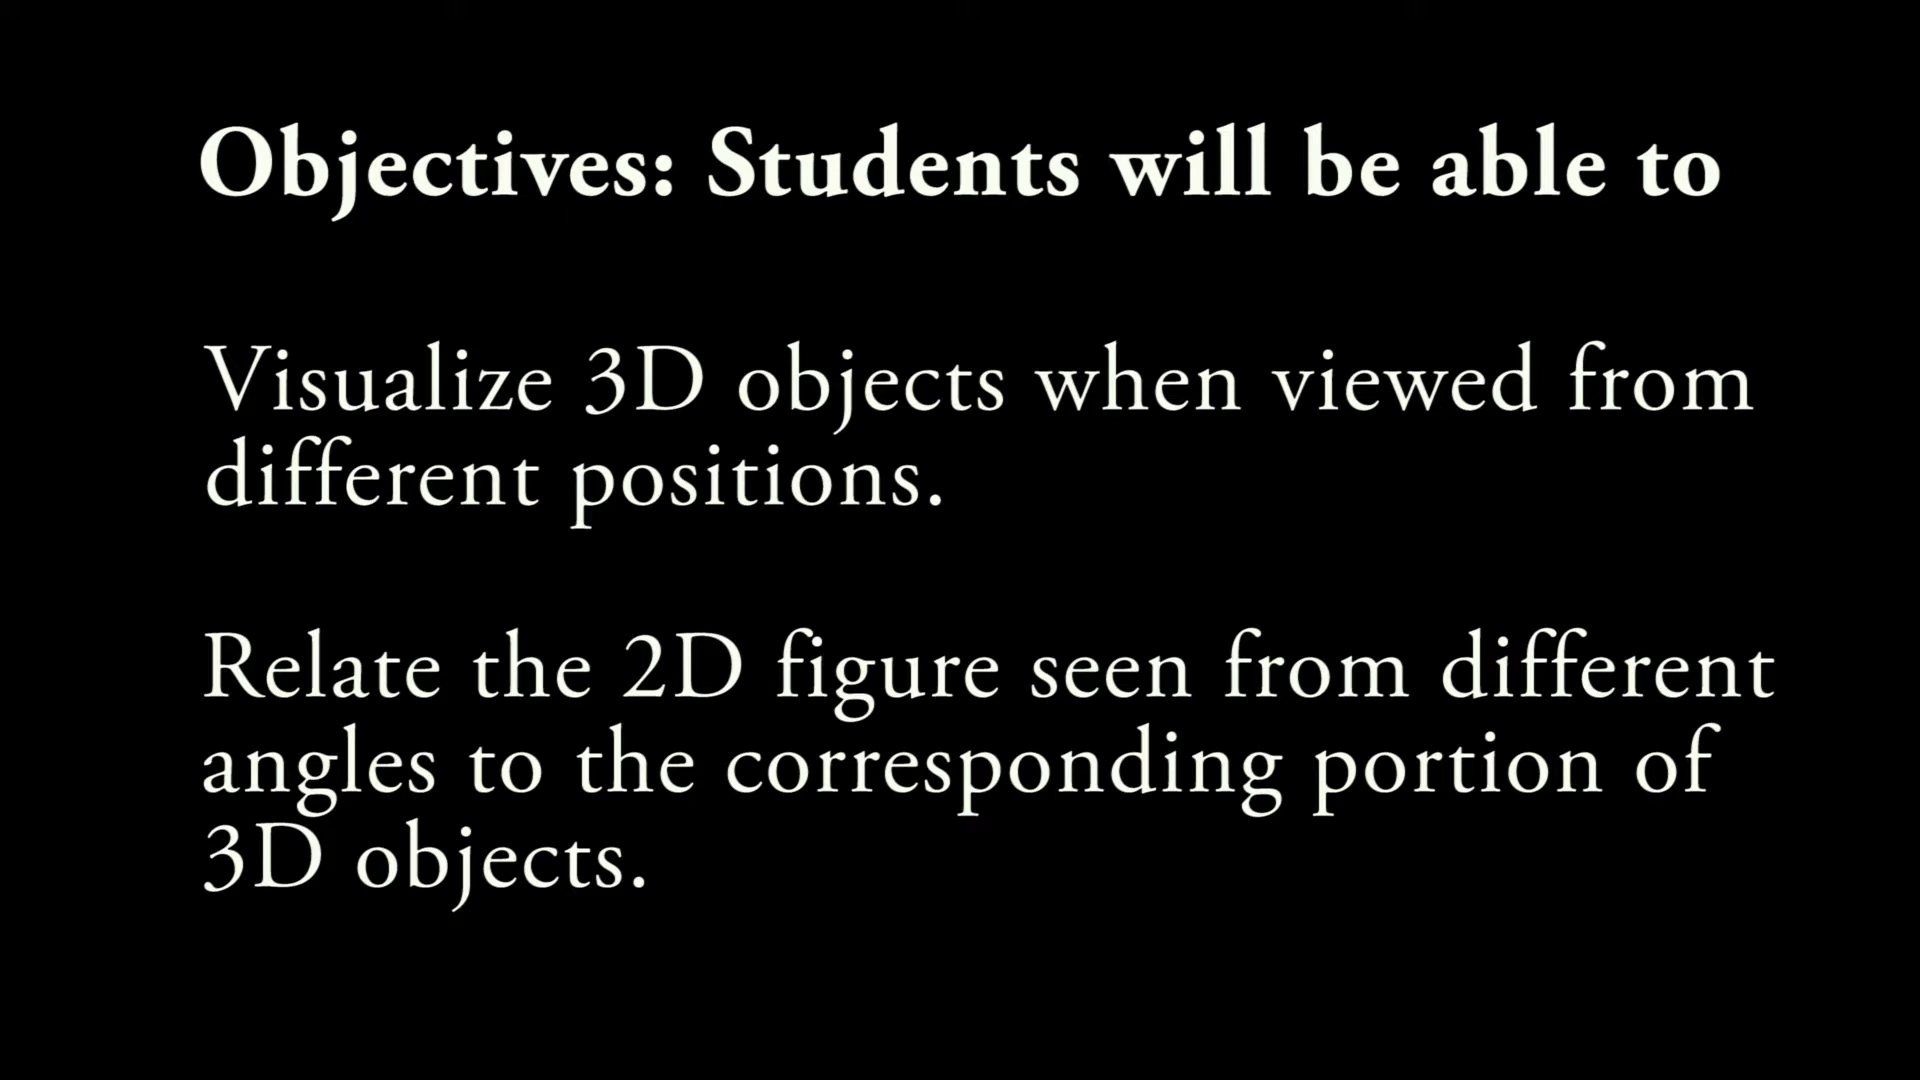 Objectives: Students will be able to
Visualize 3D objects when viewed from
different positions.
Relate the 2D figure seen from different
angles to the corresponding portion of
3D objects.